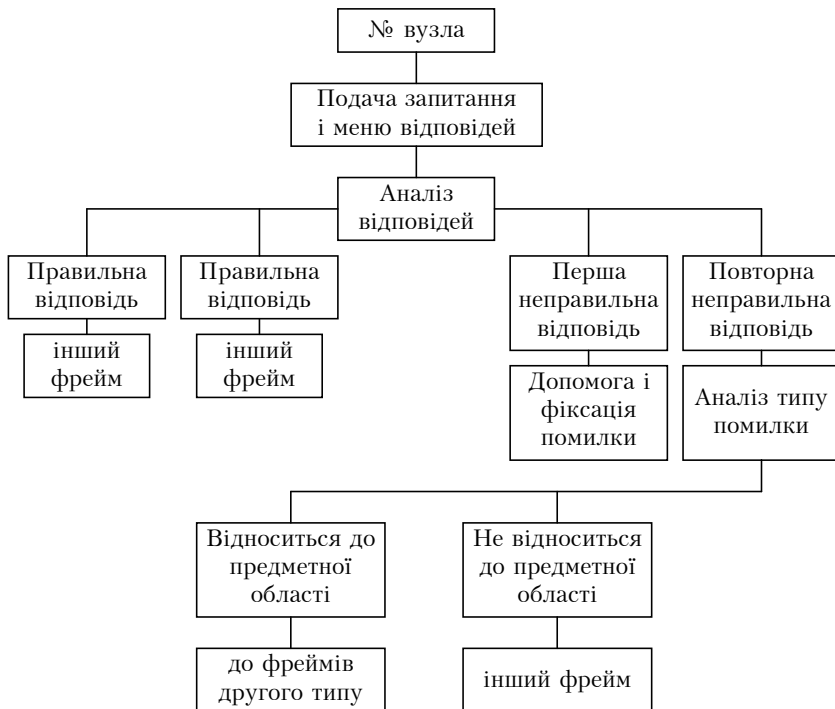 № вузла
Подача запитання
і меню відповідей
Аналіз
відповідей
Правильна
відповідь
Правильна
відповідь
Перша
неправильна
відповідь
Повторна
неправильна
відповідь
інший
фрейм
інший
фрейм
Допомога і
фіксація
помилки
Аналіз типу
помилки
Відноситься до
предметної
області
Не відноситься
до предметної
області
до фреймів
другого типу
інший фрейм